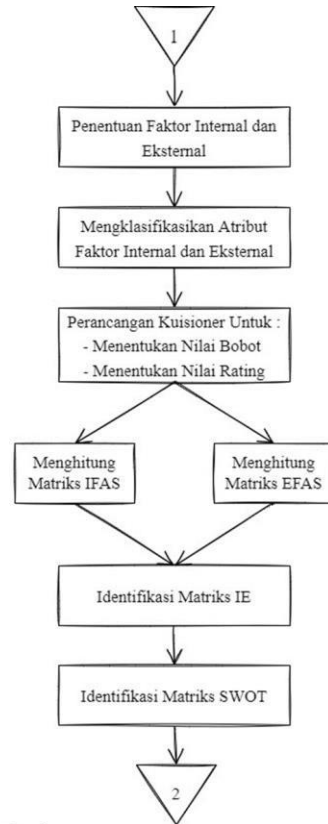 1
Penentuan Faktor Internal dan
Eksternal
Mengklasifikasikan Atribut
Faktor Internal dan Eksternal
Perancangan Kuisioner Untuk :
- Menentukan Nilai Bobot
- Menentukan Nilai Rating
Menghitung
Matriks IFAS
Menghitung
Matriks EFAS
Identifikasi Matriks IE
Identifikasi Matriks SWOT
2